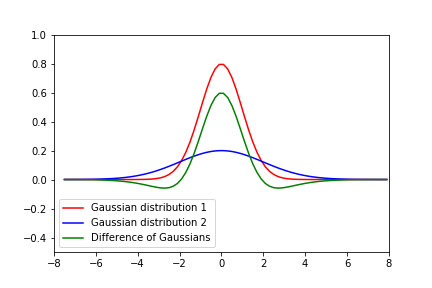 1.0
0.8
0.6
0.4
0.2
0.0
−0.2
−0.4
Gaussian distribution 1
Gaussian distribution 2
Difference of Gaussians
−8 −6 −4 −2 0 2 4 6 8